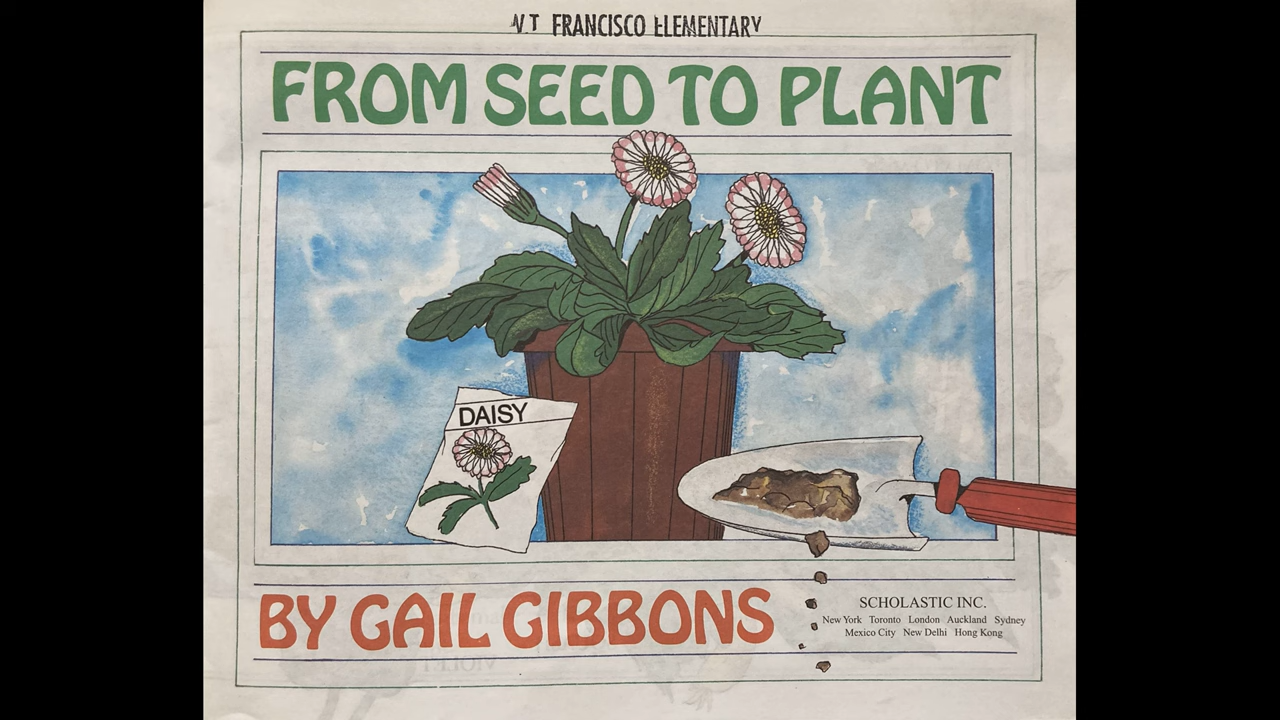 FRANCISCO ELEMENTARY
FROM SEED TO PLANT
DAISY
BY GAIL GIBBONS
SCHOLASTIC INC.
New York Toronto London Auckland Sydney
Mexico City New Delhi Hong Kong